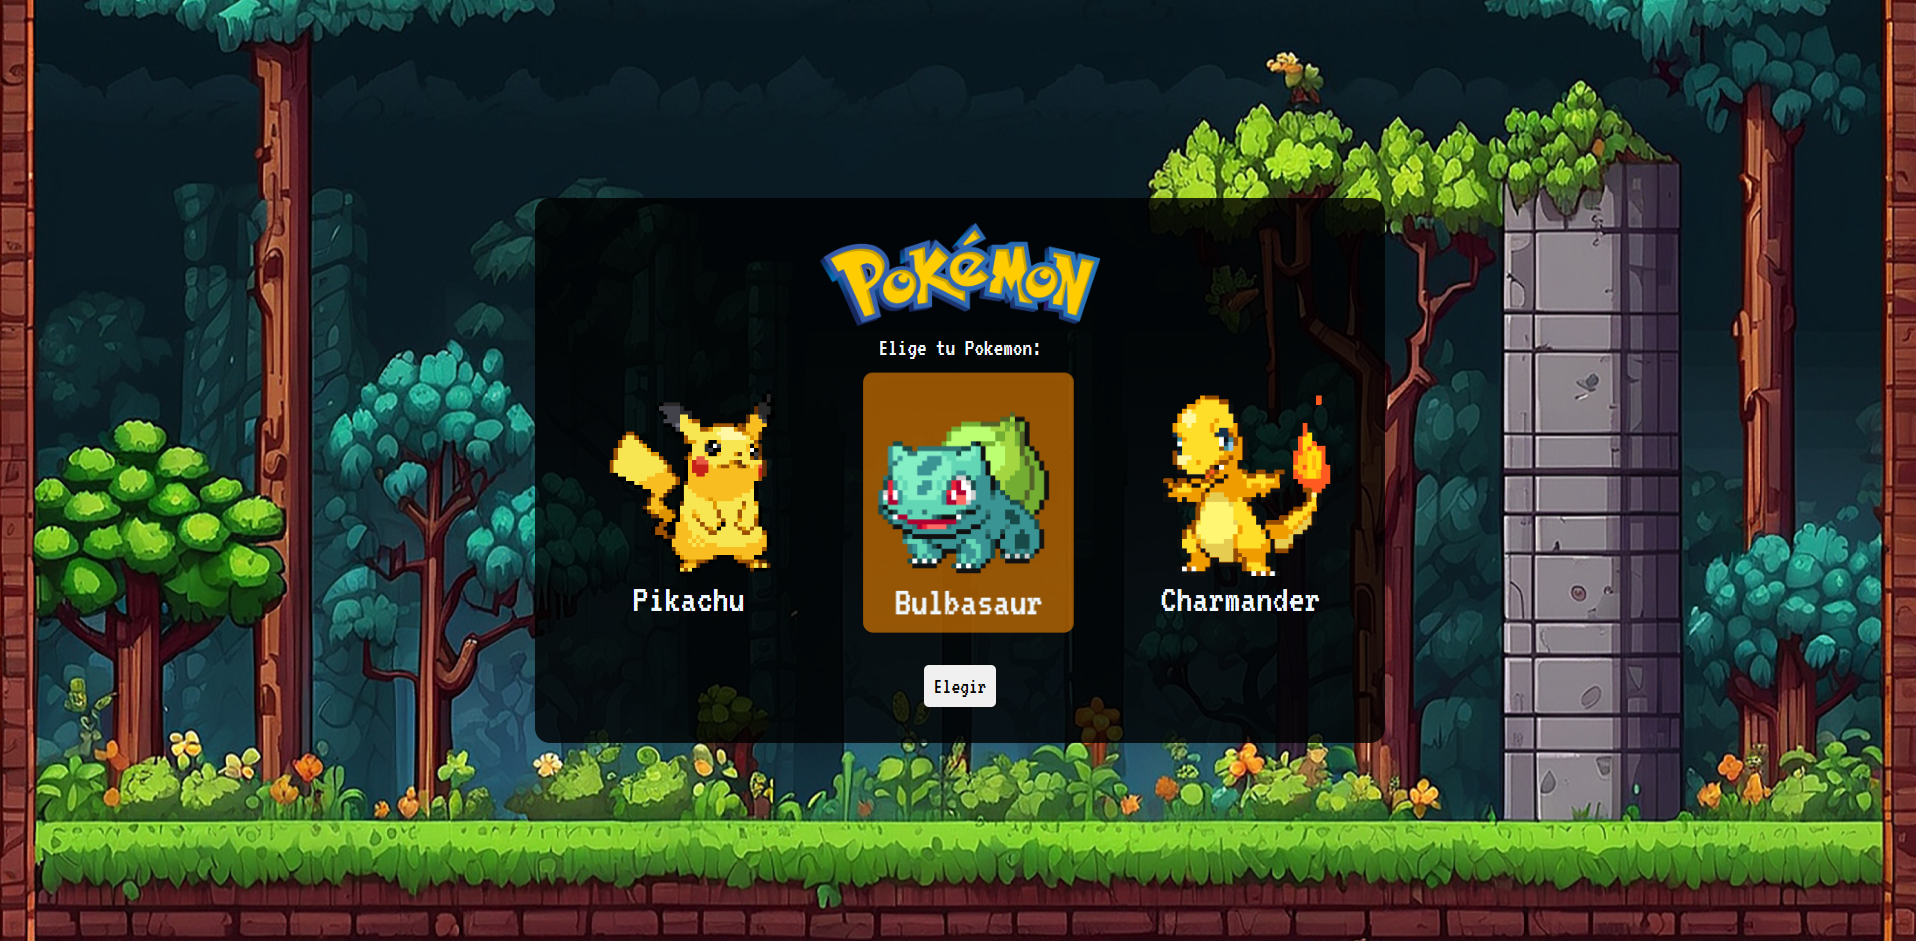 POKéMON
Elige tu Pokemon:
Pikachu
Bulbasaur
Charmander
Elegir